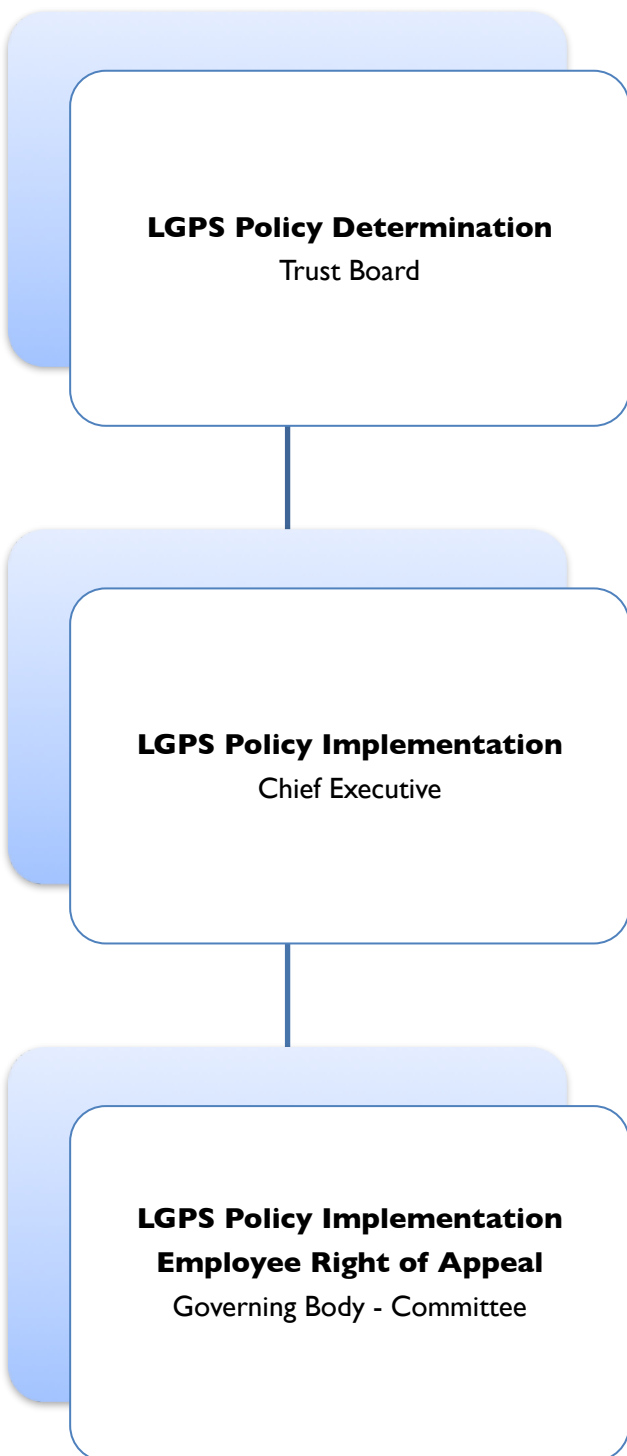 LGPS Policy Determination
Trust Board
LGPS Policy Implementation
Chief Executive
LGPS Policy Implementation
Employee Right of Appeal
Governing Body - Committee